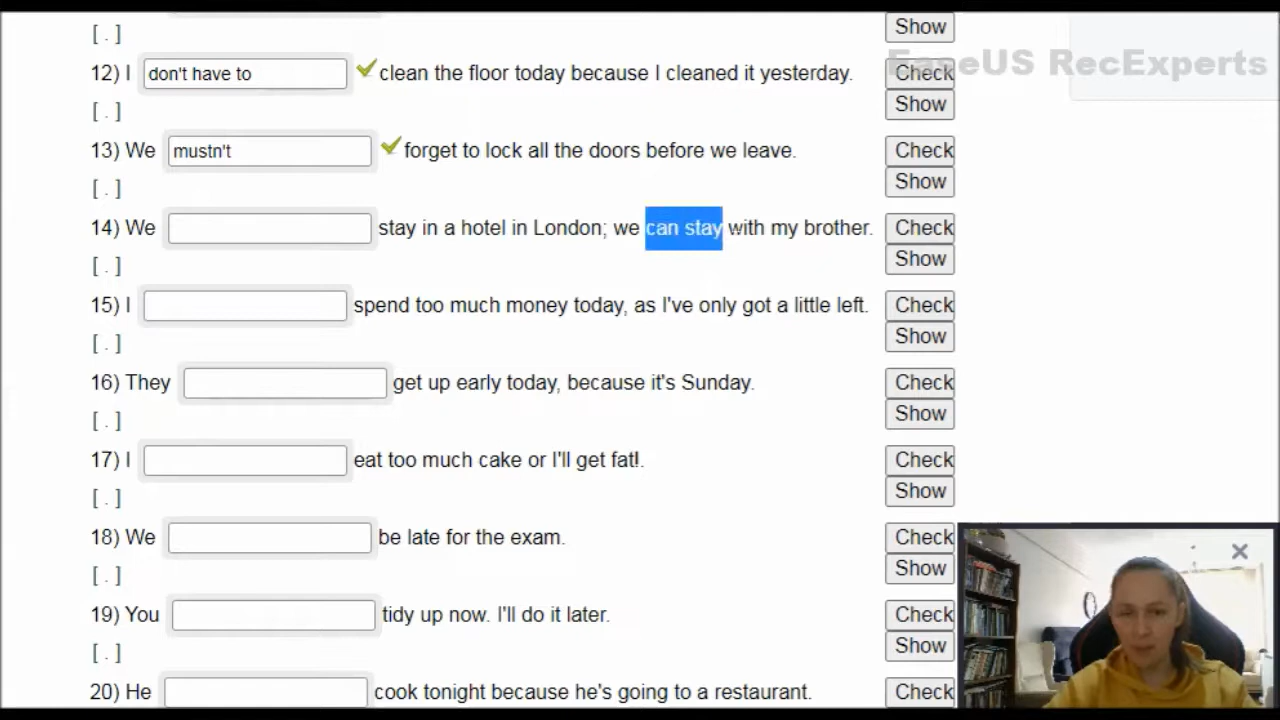 [ . ]
Show
EaseUS RecExperts
12) I don't have to clean the floor today because I cleaned it yesterday. Check
[ . ]
Show
13) We mustn't forget to lock all the doors before we leave. Check
[ . ]
Show
14) We stay in a hotel in London; we can stay with my brother. Check
[ . ]
Show
15) I spend too much money today, as I've only got a little left. Check
[ . ]
Show
16) They get up early today, because it's Sunday. Check
[ . ]
Show
17) I eat too much cake or I'll get fat!. Check
[ . ]
Show
18) We be late for the exam. Check
[ . ]
Show
19) You tidy up now. I'll do it later. Check
[ . ]
Show
20) He cook tonight because he's going to a restaurant. Check